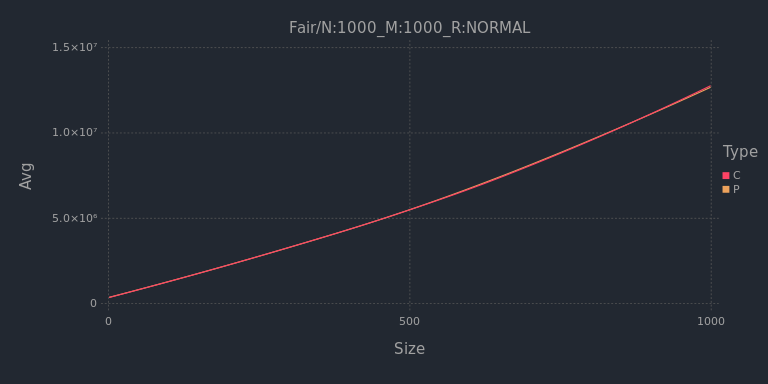 Fair/N:1000_M:1000_R:NORMAL
1.5×10⁷
1.0×10⁷
5.0×10⁶
0
Avg
0 500 1000
Size
Type
C
P